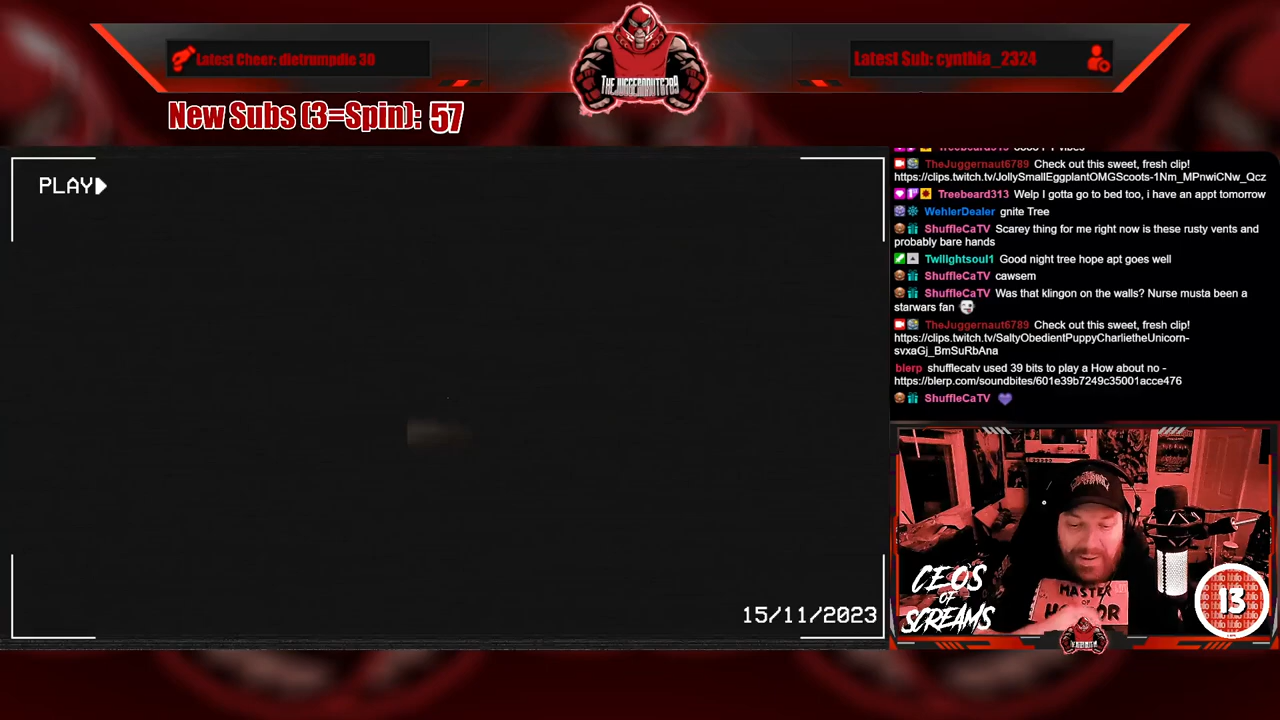 Latest Cheer: dietrumpdie 30
THEJUGGERNAUT6789
Latest Sub: cynthia_2324
New Subs (3=Spin): 57
PLAY
15/11/2023
TheJuggernaut6789 Check out this sweet, fresh clip!
https://clips.twitch.tv/JollySmallEggplantOMGScoots-1Nm_MPnwiCNw_Qcz
Treebeard313 Welp I gotta go to bed too, i have an appt tomorrow
WehlerDealer gnite Tree
ShuffleCaTV Scarey thing for me right now is these rusty vents and
probably bare hands
Twilightsoul1 Good night tree hope apt goes well
ShuffleCaTV cawsem
ShuffleCaTV Was that klingon on the walls? Nurse musta been a
starwars fan
TheJuggernaut6789 Check out this sweet, fresh clip!
https://clips.twitch.tv/SaltyObedientPuppyCharlietheUnicorn-
svxaGj_BmSuRbAna
blerp shufflecatv used 39 bits to play a How about no -
https://blerp.com/soundbites/601e39b7249c35001acce476
ShuffleCaTV
CEOS
OF
SCREAMS
MASTER
OF
HORROR
13